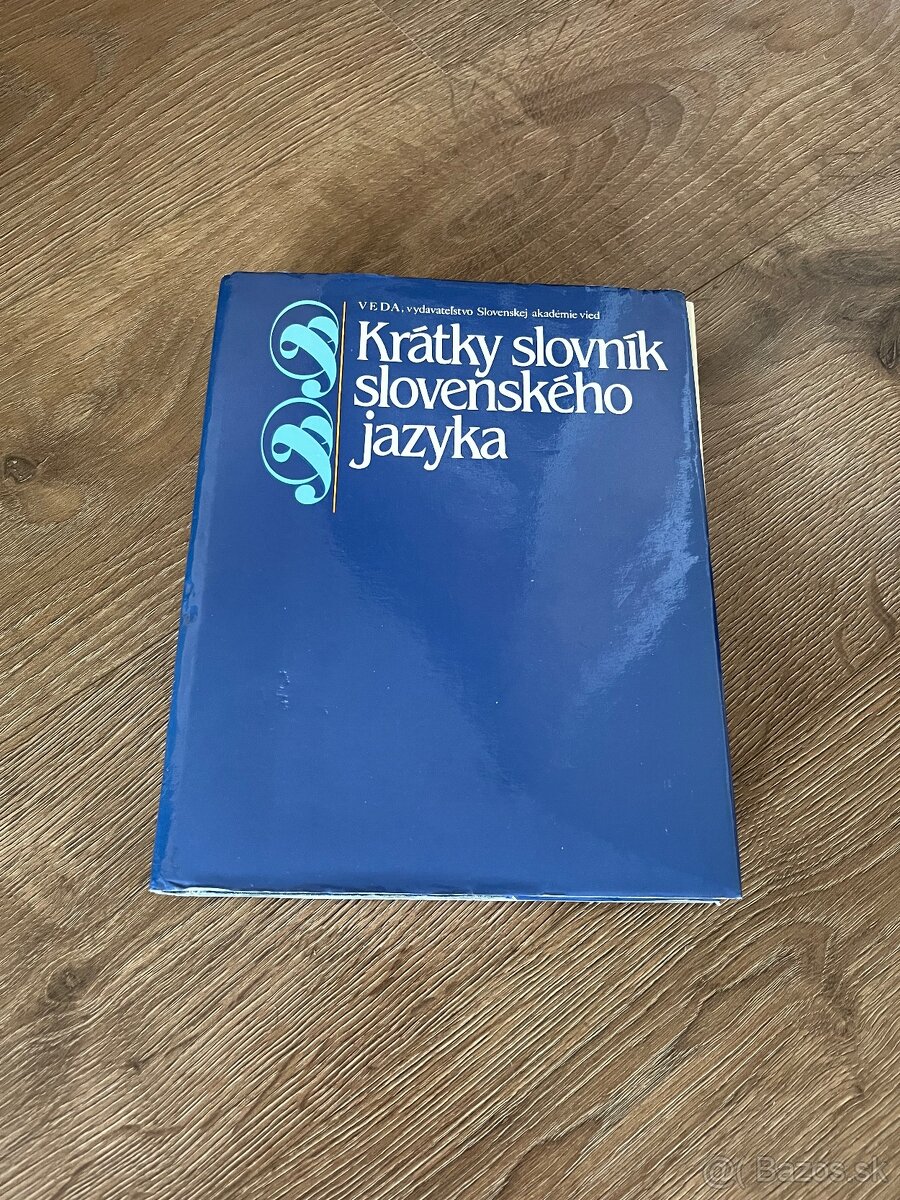 VEDA, vydavateľstvo Slovenskej akadémie vied
Krátky slovník
slovenského
jazyka
@ Bazos.sk